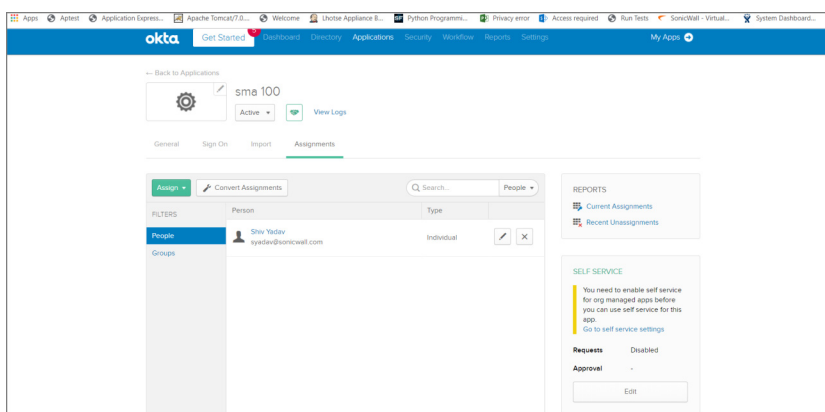 Apps Aptest Application Express... Apache Tomcat/7.0... Welcome Lhotse Appliance B... SF Python Programmi... Privacy error Access required Run Tests SonicWall - Virtual... System Dashboard...
okta Get Started 5 Dashboard Directory Applications Security Workflow Reports Settings My Apps
← Back to Applications
sma 100
Active View Logs
General Sign On Import Assignments
Assign Convert Assignments Search... People
FILTERS Person Type
People
Groups
Shiv Yadav
syadav@sonicwall.com
Individual
REPORTS
Current Assignments
Recent Unassignments
SELF SERVICE
You need to enable self service
for org managed apps before
you can use self service for this
app.
Go to self service settings
Requests Disabled
Approval -
Edit